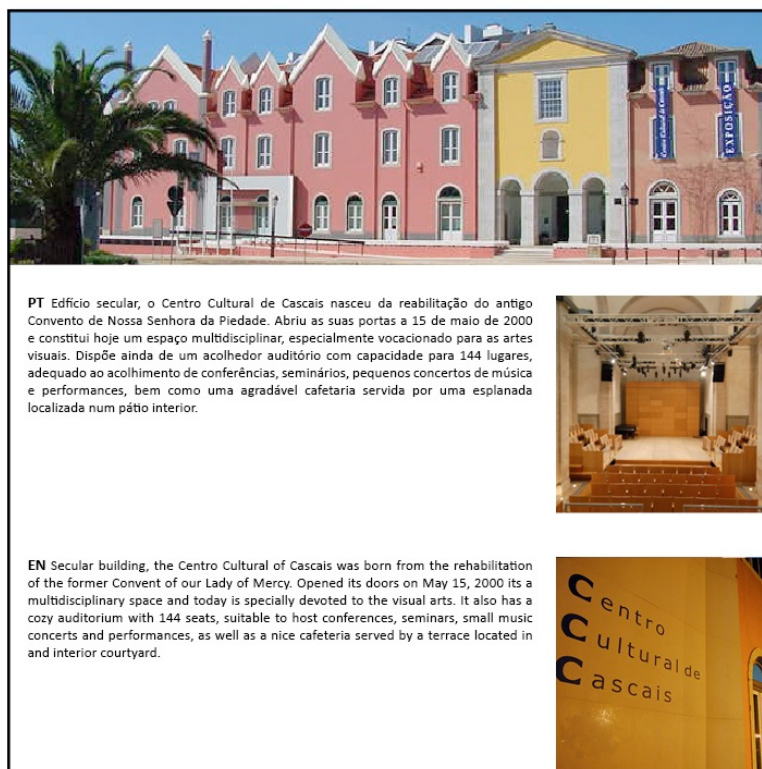 Centro Cultural de Cascais
EXPOSIÇÃO
PT Edfício secular, o Centro Cultural de Cascais nasceu da reabilitação do antigo
Convento de Nossa Senhora da Piedade. Abriu as suas portas a 15 de maio de 2000
e constitui hoje um espaço multidisciplinar, especialmente vocacionado para as artes
visuais. Dispõe ainda de um acolhedor auditório com capacidade para 144 lugares,
adequado ao acolhimento de conferências, seminários, pequenos concertos de música
e performances, bem como uma agradável cafetaria servida por uma esplanada
localizada num pátio interior.
EN Secular building, the Centro Cultural of Cascais was born from the rehabilitation
of the former Convent of our Lady of Mercy. Opened its doors on May 15, 2000 its a
multidisciplinary space and today is specially devoted to the visual arts. It also has a
cozy auditorium with 144 seats, suitable to host conferences, seminars, small music
concerts and performances, as well as a nice cafeteria served by a terrace located in
and interior courtyard.
Centro
Cultural de
Cascais